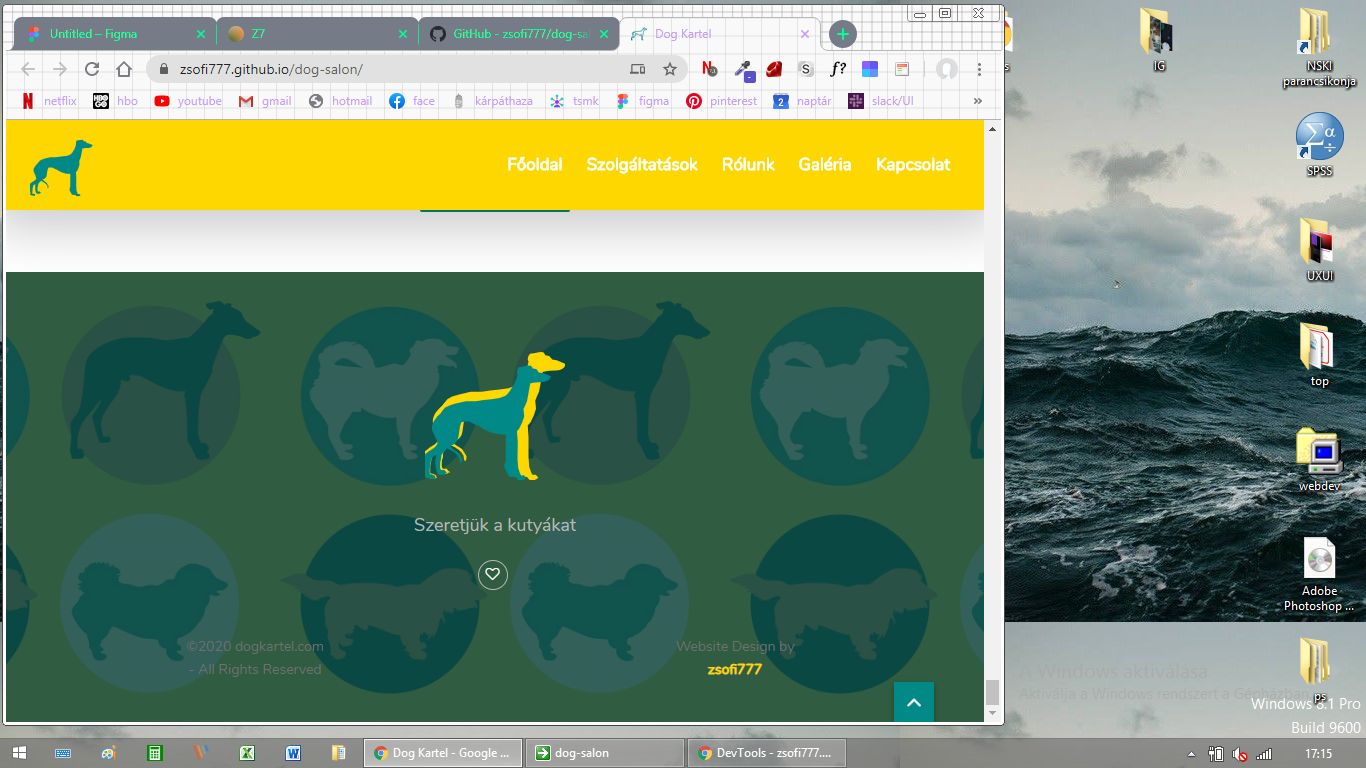 Untitled – Figma
Z7
GitHub - zsofi777/dog-sal
Dog Kartel
zsofi777.github.io/dog-salon/
netflix
hbo
youtube
gmail
hotmail
face
kárpáthaza
tsmk
figma
pinterest
naptár
slack/UI
»
Főoldal
Szolgáltatások
Rólunk
Galéria
Kapcsolat
Szeretjük a kutyákat
©2020 dogkartel.com
- All Rights Reserved
Website Design by
zsofi777
IG
NSKI
parancsikonja
SPSS
UXUI
top
webdev
Adobe
Photoshop ...
ps
A Windows aktiválása
Aktiválja a Windows rendszert a Gépházban.
Windows 8.1 Pro
Build 9600
Dog Kartel - Google ...
dog-salon
DevTools - zsofi777....
17:15